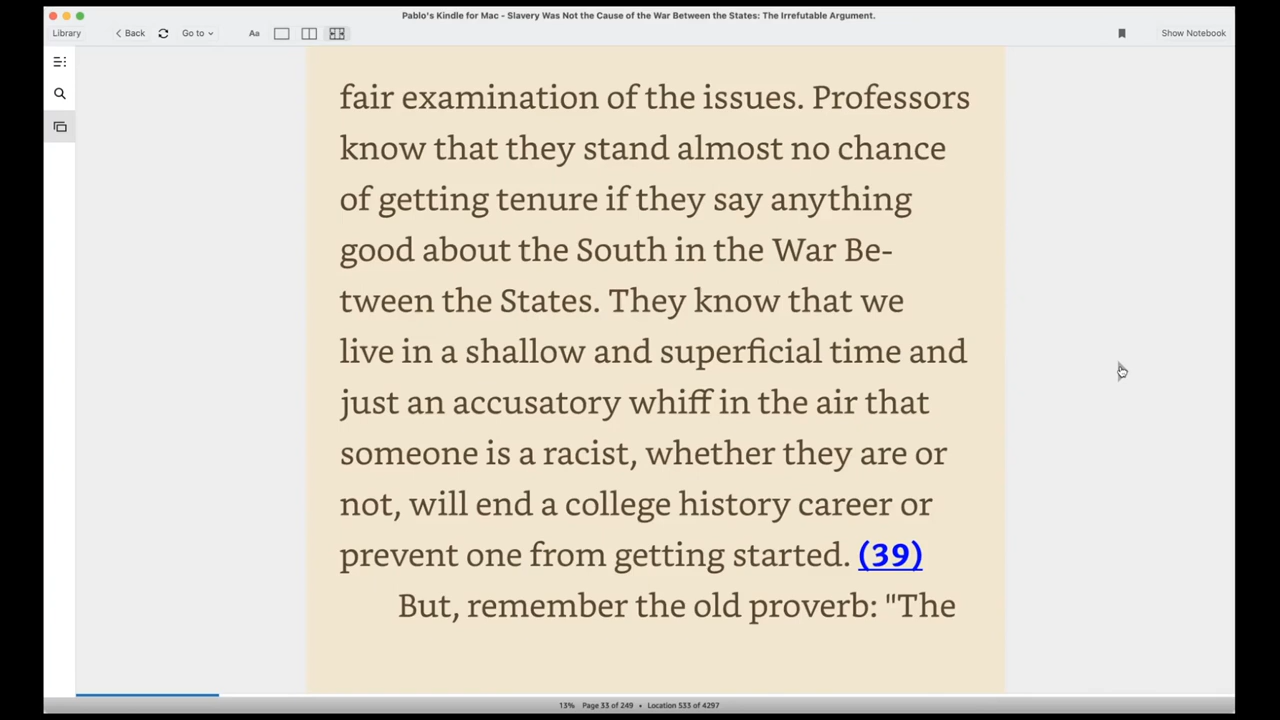 Pablo's Kindle for Mac - Slavery Was Not the Cause of the War Between the States: The Irrefutable Argument.
Library Back Go to Aa Show Notebook
fair examination of the issues. Professors
know that they stand almost no chance
of getting tenure if they say anything
good about the South in the War Be-
tween the States. They know that we
live in a shallow and superficial time and
just an accusatory whiff in the air that
someone is a racist, whether they are or
not, will end a college history career or
prevent one from getting started. (39)
But, remember the old proverb: "The
13% Page 33 of 249 • Location 533 of 4297